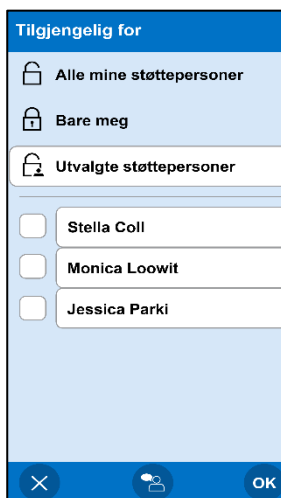 Tilgjengelig for
Alle mine støttepersoner
Bare meg
Utvalgte støttepersoner
Stella Coll
Monica Loowit
Jessica Parki
OK